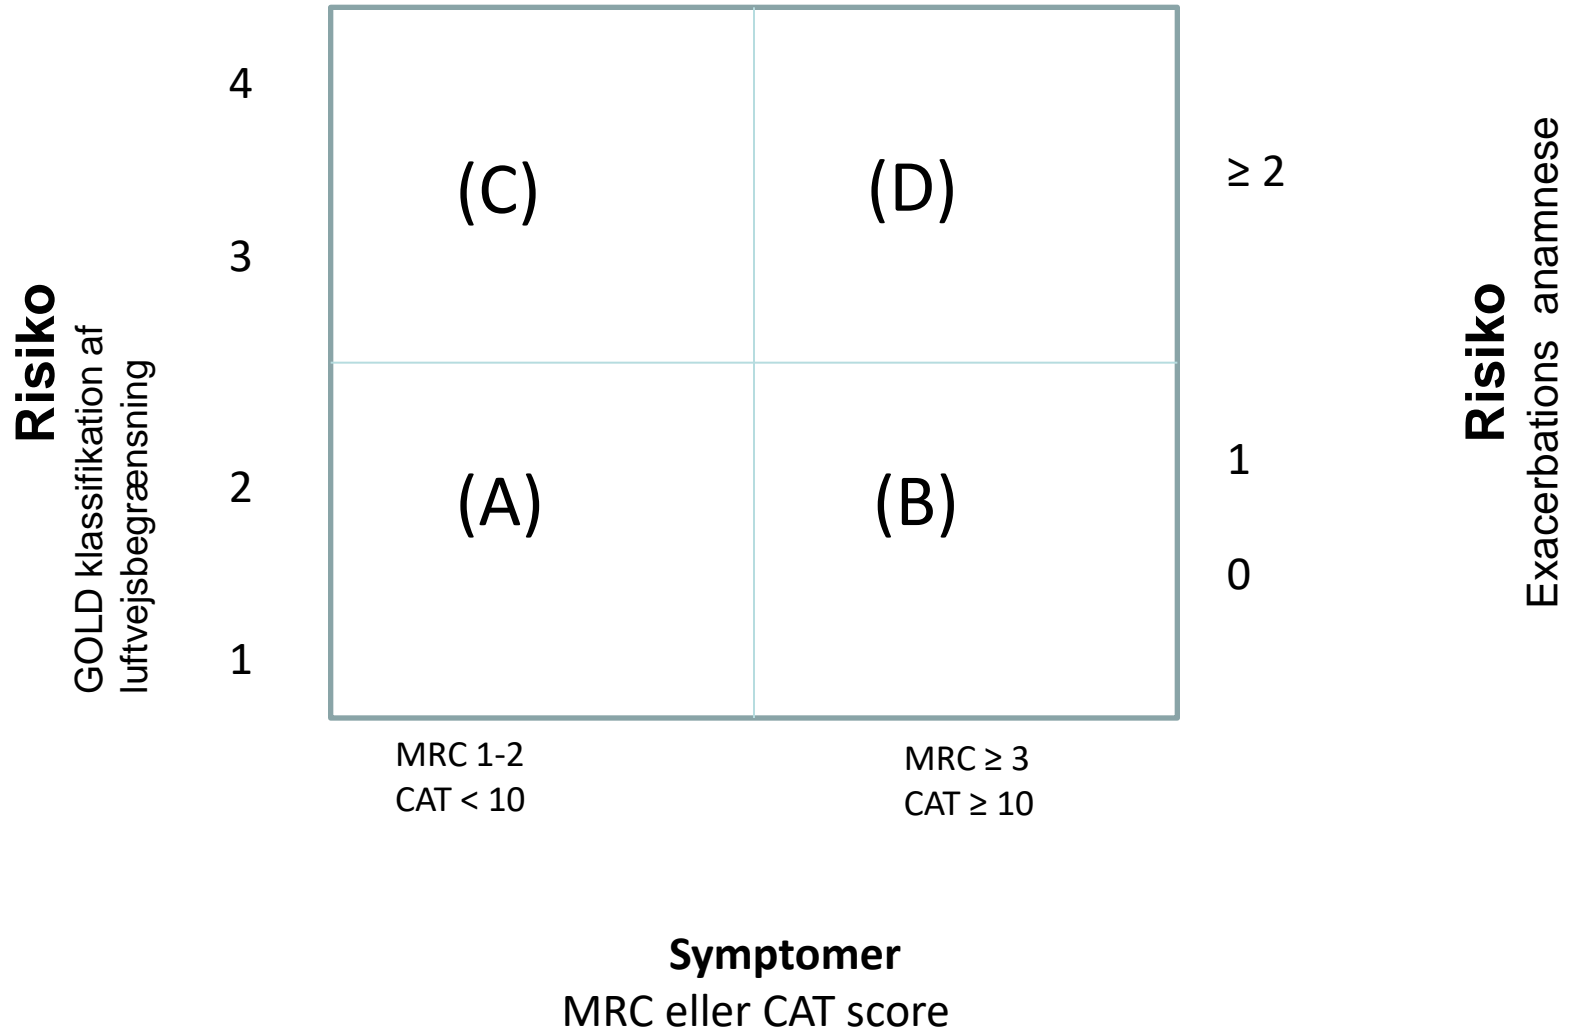 Risiko
GOLD klassifikation af
luftvejsbegrænsning
4
3
2
1
(C)
(D)
(A)
(B)
≥ 2
1
0
Risiko
Exacerbations anamnese
MRC 1-2
CAT < 10
MRC ≥ 3
CAT ≥ 10
Symptomer
MRC eller CAT score